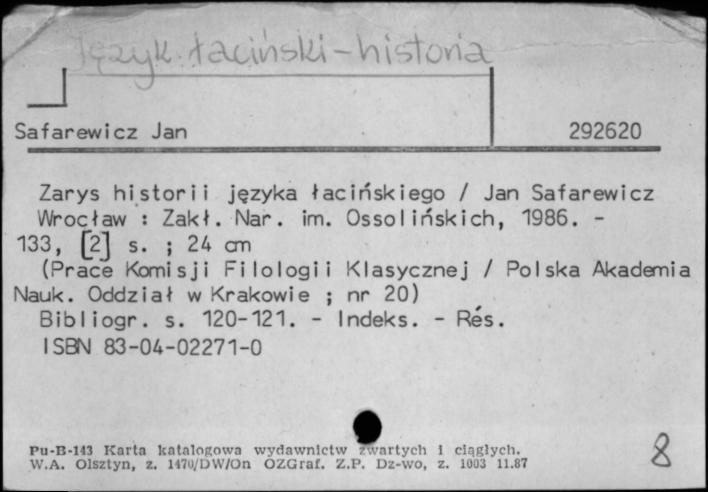 Język łaciński - historia
Safarewicz Jan 292620
Zarys historii języka łacińskiego / Jan Safarewicz
Wrocław : Zakł. Nar. im. Ossolińskich, 1986. -
133, [2] s. ; 24 cm
(Prace Komisji Filologii Klasycznej / Polska Akademia
Nauk. Oddział w Krakowie ; nr 20)
Bibliogr. s. 120-121. - Indeks. - Rés.
ISBN 83-04-02271-0
Pu-B-143 Karta katalogowa wydawnictw zwartych i ciągłych.
W.A. Olsztyn, z. 1470/DW/On OZGraf. Z.P. Dz-wo, z. 1003 11.87
8